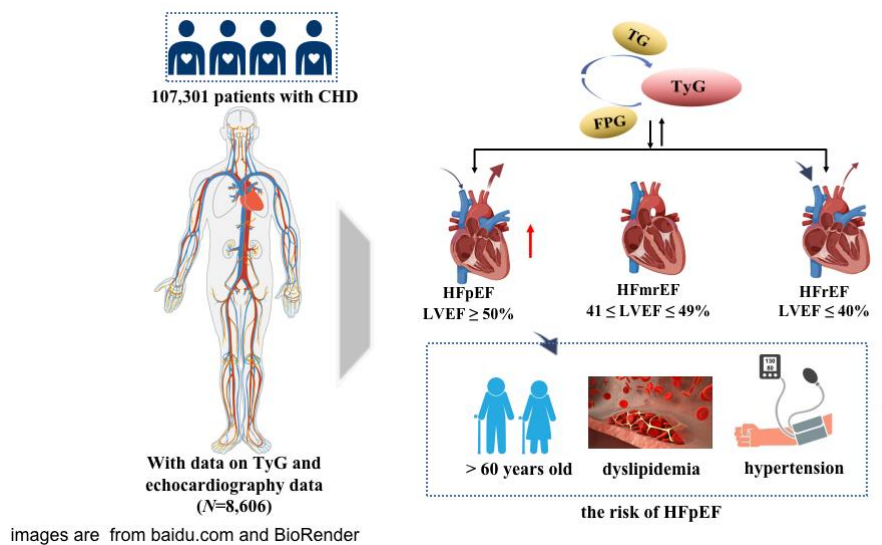 107,301 patients with CHD
With data on TyG and
echocardiography data
(N=8,606)
TG
TyG
FPG
HFpEF
LVEF ≥ 50%
HFmrEF
41 ≤ LVEF ≤ 49%
HFrEF
LVEF ≤ 40%
130
80
> 60 years old
dyslipidemia
hypertension
the risk of HFpEF
images are from baidu.com and BioRender